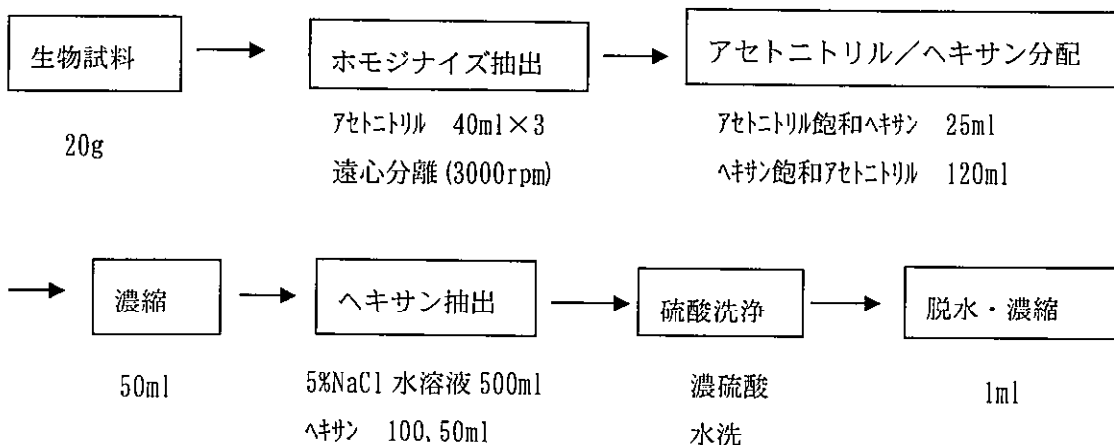 生物試料
ホモジナイズ抽出
アセトニトリル/ヘキサン分配
20g
アセトニトリル 40ml×3
遠心分離(3000rpm)
アセトニトリル飽和ヘキサン 25ml
ヘキサン飽和アセトニトリル 120ml
濃縮
ヘキサン抽出
硫酸洗浄
脱水・濃縮
50ml
5%NaCl 水溶液 500ml
ヘキサン 100,50ml
濃硫酸
水洗
1ml